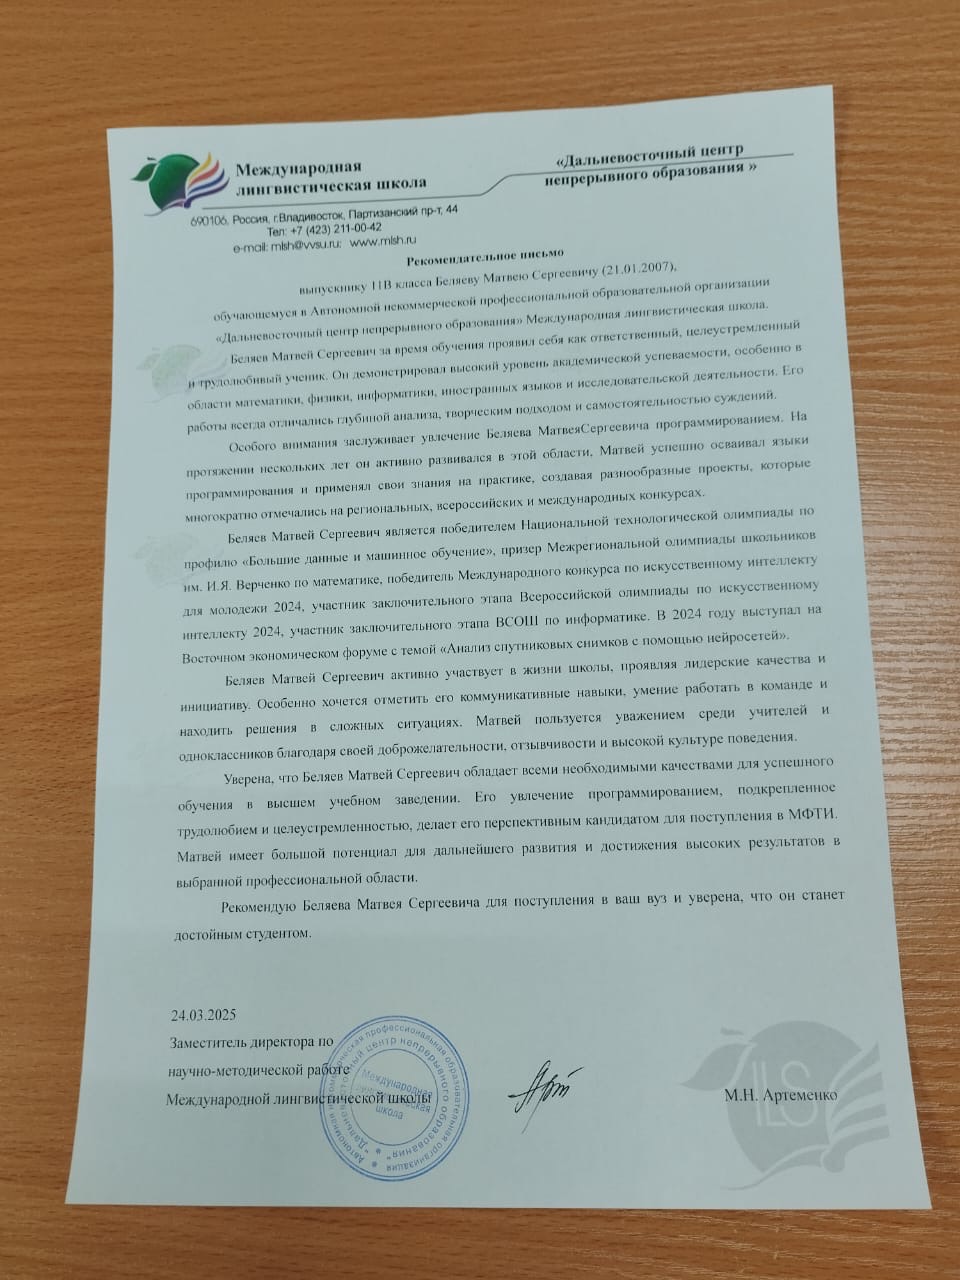 Международная
лингвистическая школа
«Дальневосточный центр
непрерывного образования »
690106, Россия, г.Владивосток, Партизанский пр-т, 44
Тел: +7 (423) 211-00-42
e-mail: mlsh@vvsu.ru; www.mlsh.ru
Рекомендательное письмо
выпускнику 11В класса Беляеву Матвею Сергеевичу (21.01.2007),
обучающемуся в Автономной некоммерческой профессиональной образовательной организации
«Дальневосточный центр непрерывного образования» Международная лингвистическая школа.
Беляев Матвей Сергеевич за время обучения проявил себя как ответственный, целеустремленный
и трудолюбивый ученик. Он демонстрировал высокий уровень академической успеваемости, особенно в
области математики, физики, информатики, иностранных языков и исследовательской деятельности. Его
работы всегда отличались глубиной анализа, творческим подходом и самостоятельностью суждений.
Особого внимания заслуживает увлечение Беляева МатвеяСергеевича программированием. На
протяжении нескольких лет он активно развивался в этой области. Матвей успешно осваивал языки
программирования и применял свои знания на практике, создавая разнообразные проекты, которые
многократно отмечались на региональных, всероссийских и международных конкурсах.
Беляев Матвей Сергеевич является победителем Национальной технологической олимпиады по
профилю «Большие данные и машинное обучение», призер Межрегиональной олимпиады школьников
им. И.Я. Верченко по математике, победитель Международного конкурса по искусственному интеллекту
для молодежи 2024, участник заключительного этапа Всероссийской олимпиады по искусственному
интеллекту 2024, участник заключительного этапа ВСОШ по информатике. В 2024 году выступал на
Восточном экономическом форуме с темой «Анализ спутниковых снимков с помощью нейросетей».
Беляев Матвей Сергеевич активно участвует в жизни школы, проявляя лидерские качества и
инициативу. Особенно хочется отметить его коммуникативные навыки, умение работать в команде и
находить решения в сложных ситуациях. Матвей пользуется уважением среди учителей и
одноклассников благодаря своей доброжелательности, отзывчивости и высокой культуре поведения.
Уверена, что Беляев Матвей Сергеевич обладает всеми необходимыми качествами для успешного
обучения в высшем учебном заведении. Его увлечение программированием, подкрепленное
трудолюбием и целеустремленностью, делает его перспективным кандидатом для поступления в МФТИ.
Матвей имеет большой потенциал для дальнейшего развития и достижения высоких результатов в
выбранной профессиональной области.
Рекомендую Беляева Матвея Сергеевича для поступления в ваш вуз и уверена, что он станет
достойным студентом.
24.03.2025
Заместитель директора по
научно-методической работе
Международной лингвистической школы
М.Н. Артеменко
Автономная некоммерческая профессиональная образовательная организация
"Дальневосточный центр непрерывного образования"
Международная
лингвистическая
школа
ILS